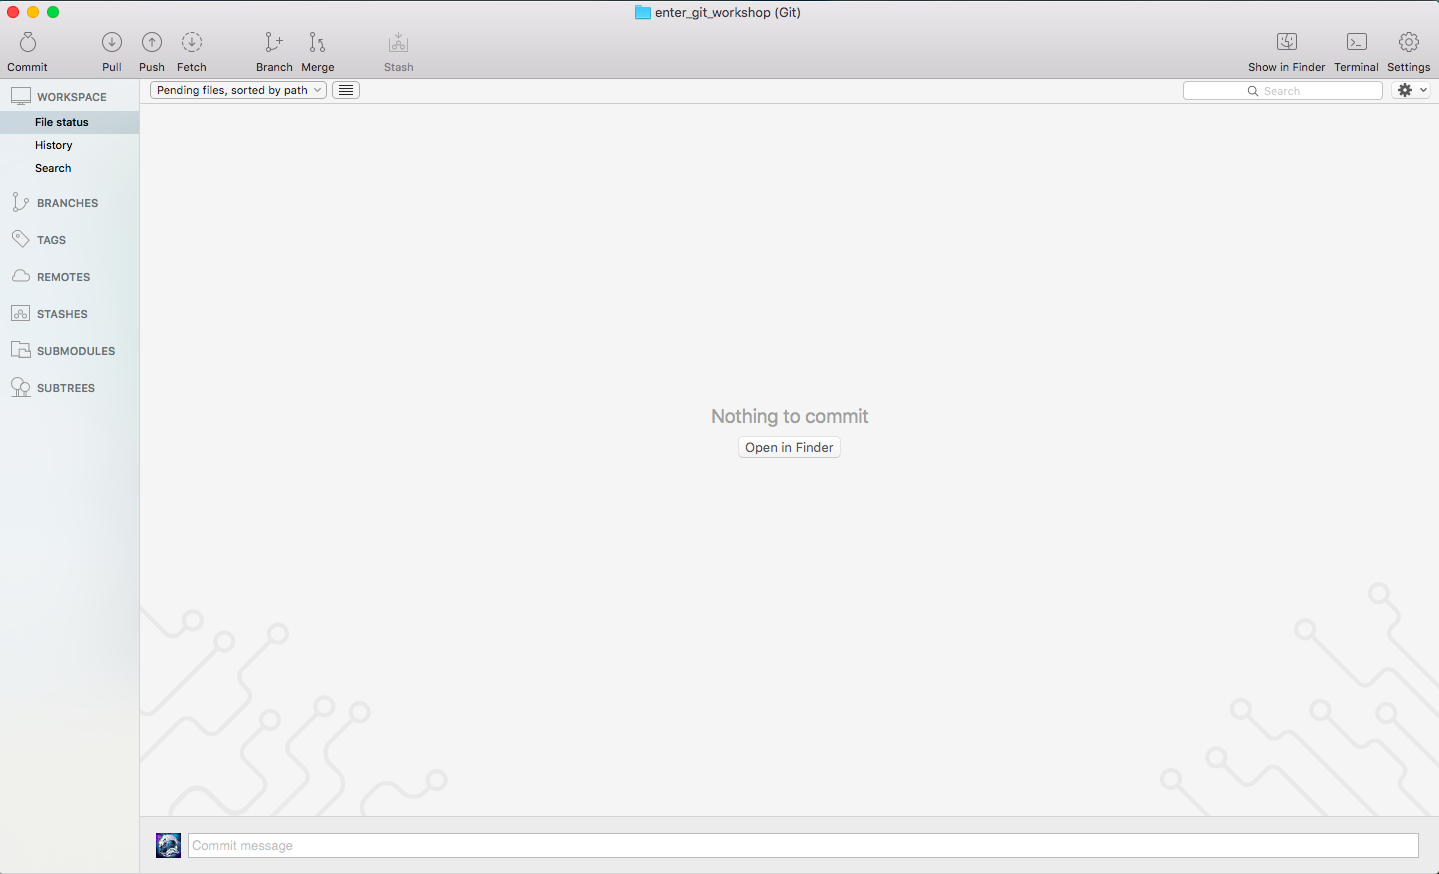 enter_git_workshop (Git)
Commit Pull Push Fetch Branch Merge Stash Show in Finder Terminal Settings
WORKSPACE
Pending files, sorted by path
Search
File status
History
Search
BRANCHES
TAGS
REMOTES
STASHES
SUBMODULES
SUBTREES
Nothing to commit
Open in Finder
Commit message